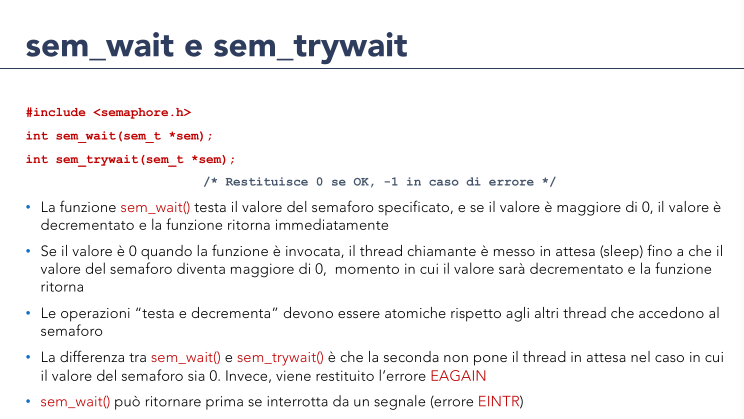 sem_wait e sem_trywait
#include <semaphore.h>
int sem_wait(sem_t *sem);
int sem_trywait(sem_t *sem);
/* Restituisce 0 se OK, -1 in caso di errore */
• La funzione sem_wait() testa il valore del semaforo specificato, e se il valore è maggiore di 0, il valore è
decrementato e la funzione ritorna immediatamente
• Se il valore è 0 quando la funzione è invocata, il thread chiamante è messo in attesa (sleep) fino a che il
valore del semaforo diventa maggiore di 0, momento in cui il valore sarà decrementato e la funzione
ritorna
• Le operazioni “testa e decrementa” devono essere atomiche rispetto agli altri thread che accedono al
semaforo
• La differenza tra sem_wait() e sem_trywait() è che la seconda non pone il thread in attesa nel caso in cui
il valore del semaforo sia 0. Invece, viene restituito l’errore EAGAIN
• sem_wait() può ritornare prima se interrotta da un segnale (errore EINTR)